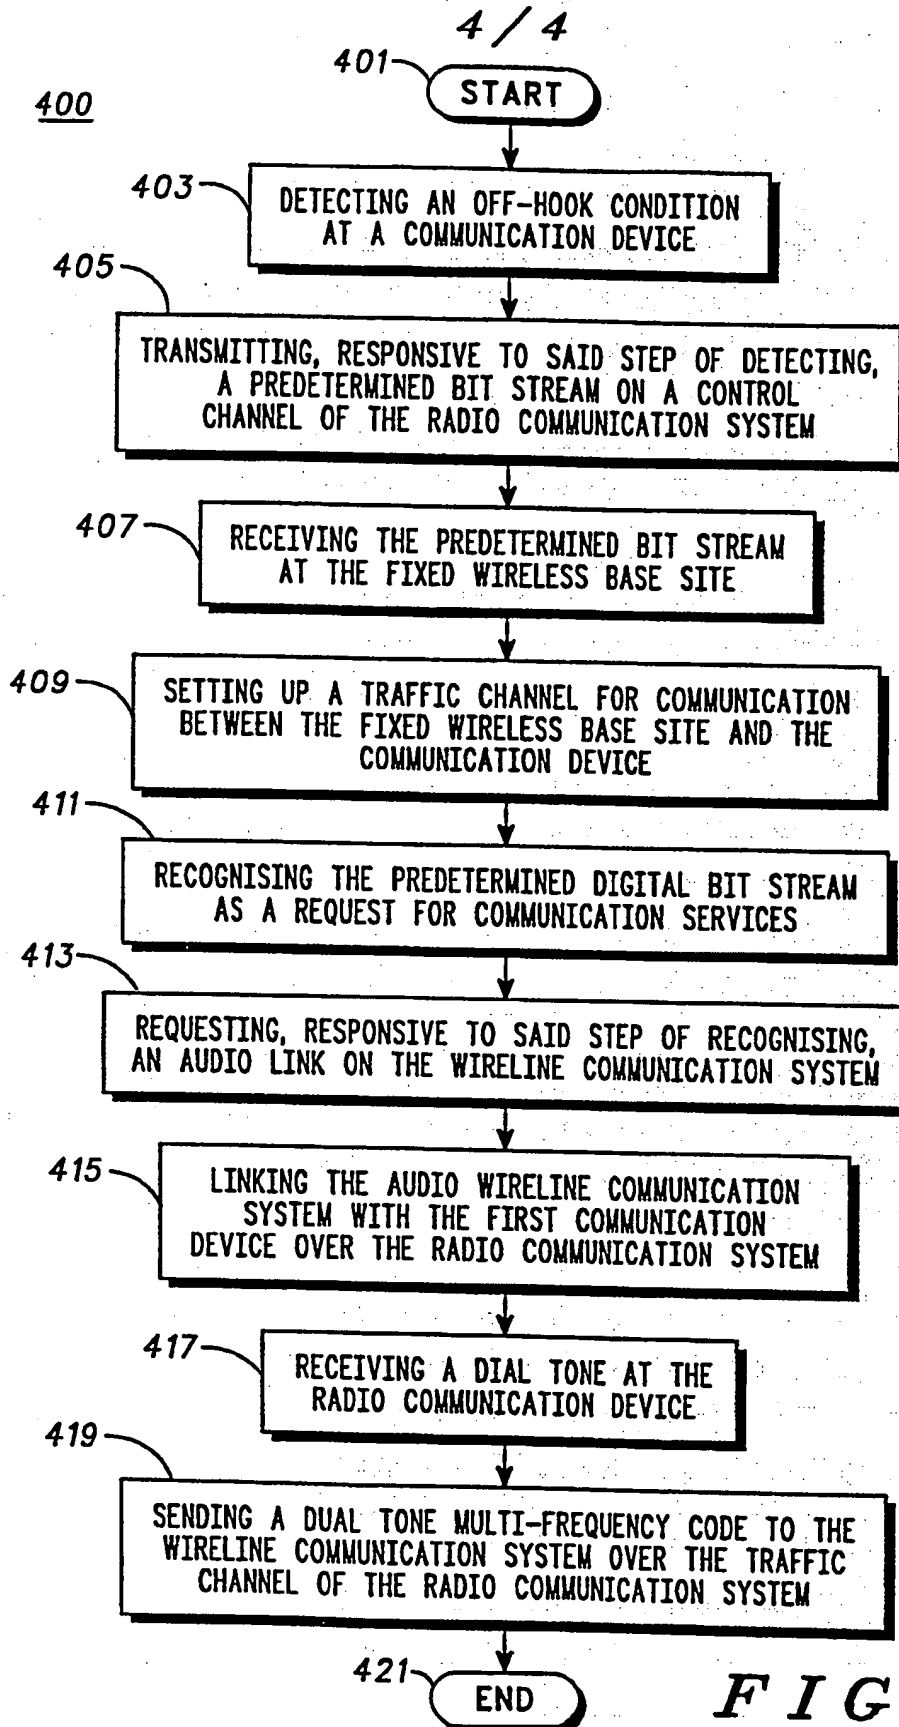 4/4
401
START
400
403
DETECTING AN OFF-HOOK CONDITION
AT A COMMUNICATION DEVICE
405
TRANSMITTING, RESPONSIVE TO SAID STEP OF DETECTING,
A PREDETERMINED BIT STREAM ON A CONTROL
CHANNEL OF THE RADIO COMMUNICATION SYSTEM
407
RECEIVING THE PREDETERMINED BIT STREAM
AT THE FIXED WIRELESS BASE SITE
409
SETTING UP A TRAFFIC CHANNEL FOR COMMUNICATION
BETWEEN THE FIXED WIRELESS BASE SITE AND THE
COMMUNICATION DEVICE
411
RECOGNISING THE PREDETERMINED DIGITAL BIT STREAM
AS A REQUEST FOR COMMUNICATION SERVICES
413
REQUESTING, RESPONSIVE TO SAID STEP OF RECOGNISING,
AN AUDIO LINK ON THE WIRELINE COMMUNICATION SYSTEM
415
LINKING THE AUDIO WIRELINE COMMUNICATION
SYSTEM WITH THE FIRST COMMUNICATION
DEVICE OVER THE RADIO COMMUNICATION SYSTEM
417
RECEIVING A DIAL TONE AT THE
RADIO COMMUNICATION DEVICE
419
SENDING A DUAL TONE MULTI-FREQUENCY CODE TO THE
WIRELINE COMMUNICATION SYSTEM OVER THE TRAFFIC
CHANNEL OF THE RADIO COMMUNICATION SYSTEM
421
END
FIG